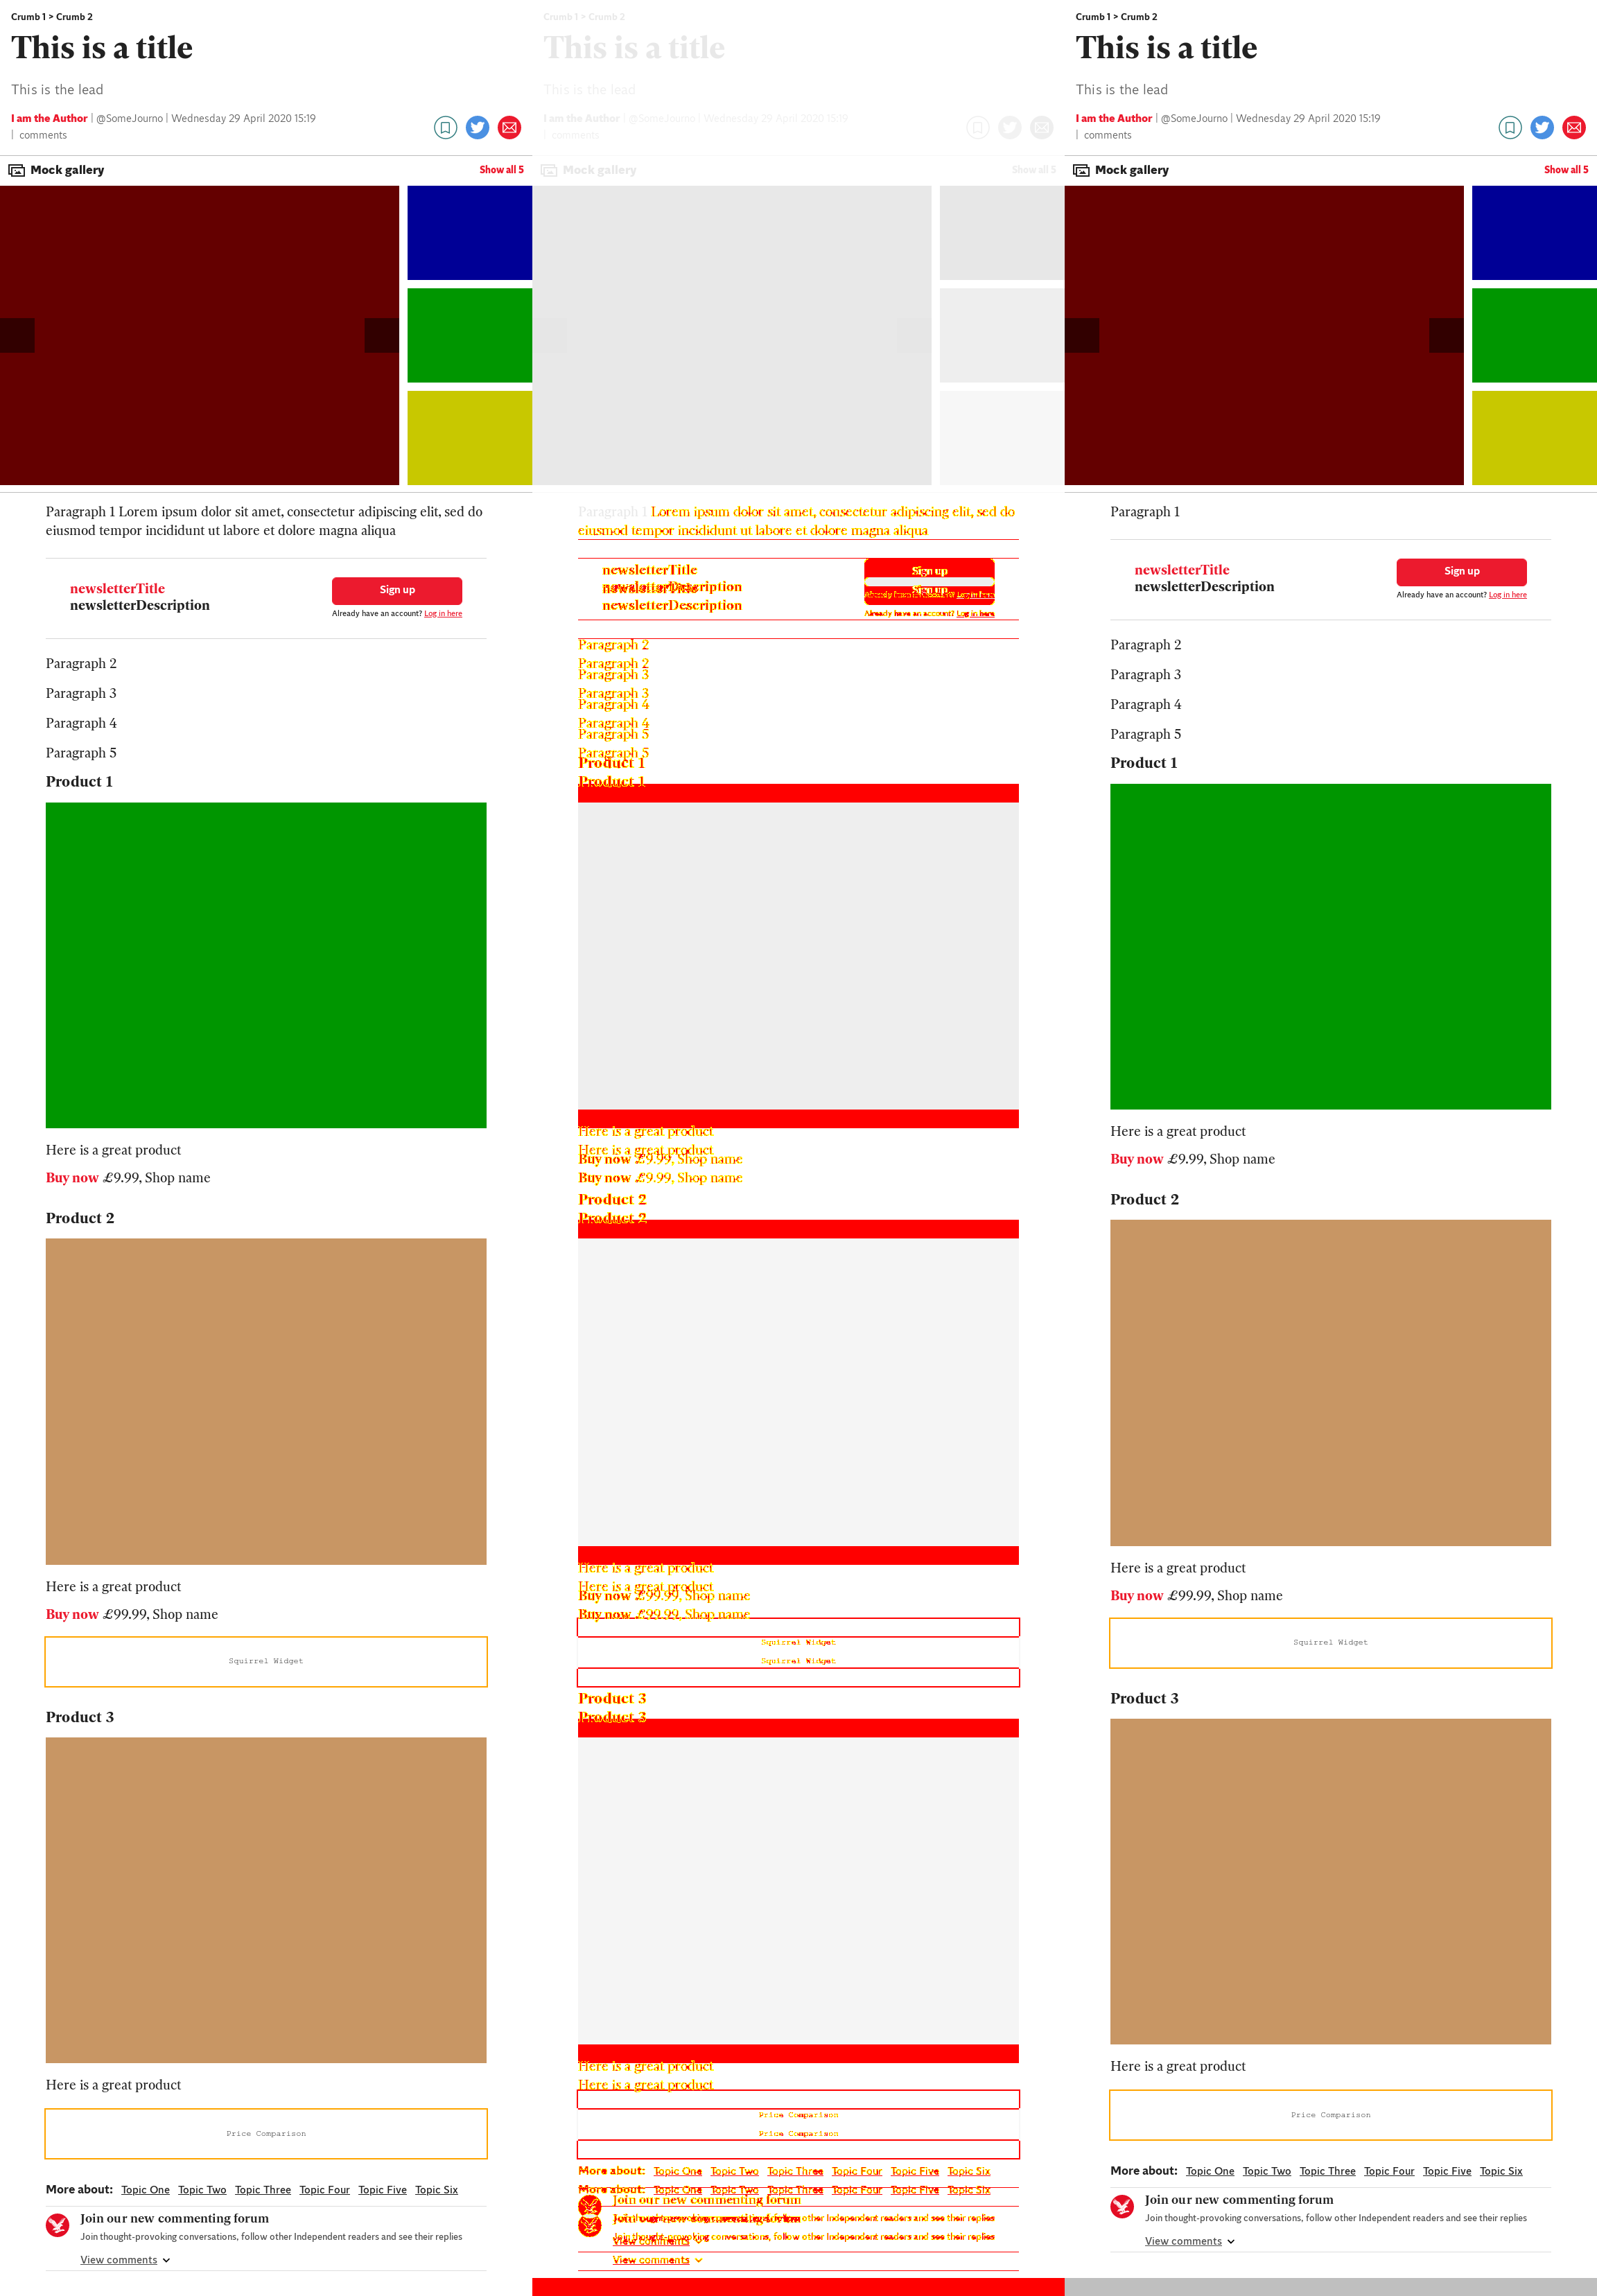 Crumb 1 > Crumb 2
This is a title
This is the lead
I am the Author | @SomeJourno | Wednesday 29 April 2020 15:19
| comments
Mock gallery
Show all 5
Paragraph 1 Lorem ipsum dolor sit amet, consectetur adipiscing elit, sed do
eiusmod tempor incididunt ut labore et dolore magna aliqua
newsletterTitle
newsletterDescription
Sign up
Already have an account? Log in here
Paragraph 2
Paragraph 3
Paragraph 4
Paragraph 5
Product 1
Here is a great product
Buy now £9.99, Shop name
Product 2
Here is a great product
Buy now £99.99, Shop name
Squirrel Widget
Product 3
Here is a great product
Price Comparison
More about: Topic One Topic Two Topic Three Topic Four Topic Five Topic Six
Join our new commenting forum
Join thought-provoking conversations, follow other Independent readers and see their replies
View comments
Crumb 1 > Crumb 2
This is a title
This is the lead
I am the Author | @SomeJourno | Wednesday 29 April 2020 15:19
| comments
Mock gallery
Show all 5
Paragraph 1 Lorem ipsum dolor sit amet, consectetur adipiscing elit, sed do
eiusmod tempor incididunt ut labore et dolore magna aliqua
newsletterTitle
Sign up
newsletterDescription
newsletterTitle
Sign up
Already have an account? Log in here
newsletterDescription
Already have an account? Log in here
Paragraph 2
Paragraph 2
Paragraph 3
Paragraph 3
Paragraph 4
Paragraph 4
Paragraph 5
Paragraph 5
Product 1
Product 1
Here is a great product
Here is a great product
Buy now £9.99, Shop name
Buy now £9.99, Shop name
Product 2
Product 2
Here is a great product
Here is a great product
Buy now £99.99, Shop name
Buy now £99.99, Shop name
Squirrel Widget
Squirrel Widget
Product 3
Product 3
Here is a great product
Here is a great product
Price Comparison
Price Comparison
More about: Topic One Topic Two Topic Three Topic Four Topic Five Topic Six
More about: Topic One Topic Two Topic Three Topic Four Topic Five Topic Six
Join our new commenting forum
Join our new commenting forum
Join thought-provoking conversations, follow other Independent readers and see their replies
Join thought-provoking conversations, follow other Independent readers and see their replies
View comments
View comments
Crumb 1 > Crumb 2
This is a title
This is the lead
I am the Author | @SomeJourno | Wednesday 29 April 2020 15:19
| comments
Mock gallery
Show all 5
Paragraph 1
newsletterTitle
newsletterDescription
Sign up
Already have an account? Log in here
Paragraph 2
Paragraph 3
Paragraph 4
Paragraph 5
Product 1
Here is a great product
Buy now £9.99, Shop name
Product 2
Here is a great product
Buy now £99.99, Shop name
Squirrel Widget
Product 3
Here is a great product
Price Comparison
More about: Topic One Topic Two Topic Three Topic Four Topic Five Topic Six
Join our new commenting forum
Join thought-provoking conversations, follow other Independent readers and see their replies
View comments